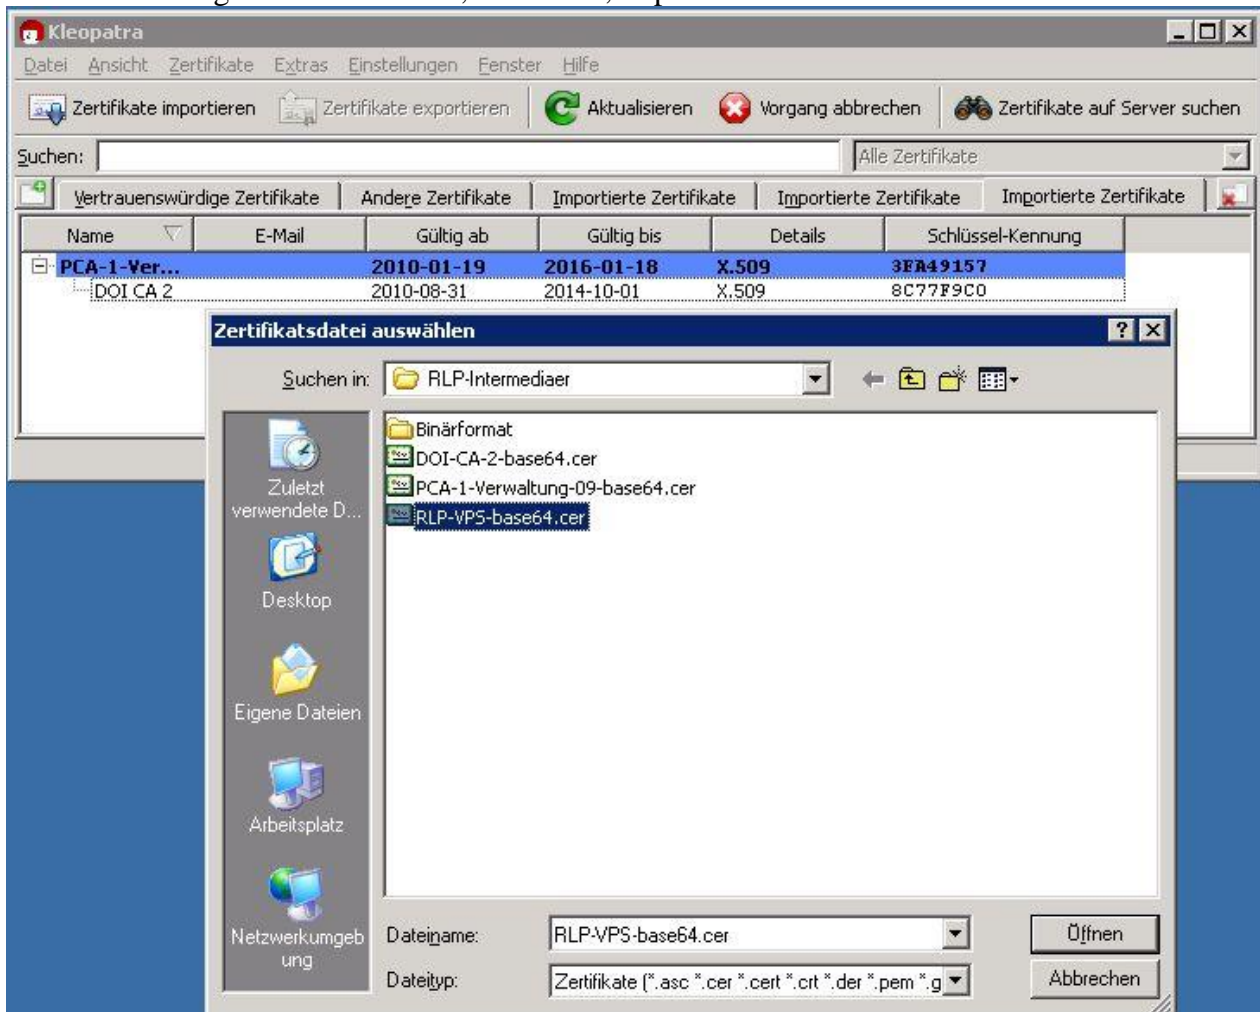 Kleopatra
Datei Ansicht Zertifikate Extras Einstellungen Fenster Hilfe
Zertifikate importieren Zertifikate exportieren Aktualisieren Vorgang abbrechen Zertifikate auf Server suchen
Suchen: Alle Zertifikate
Vertrauenswürdige Zertifikate Andere Zertifikate Importierte Zertifikate Importierte Zertifikate Importierte Zertifikate
Name E-Mail Gültig ab Gültig bis Details Schlüssel-Kennung
PCA-1-Ver... 2010-01-19 2016-01-18 X.509 3FA49157
DOI CA 2 2010-08-31 2014-10-01 X.509 8C77F9C0
Zertifikatsdatei auswählen
Suchen in: RLP-Intermediaer
Binärformat
DOI-CA-2-base64.cer
PCA-1-Verwaltung-09-base64.cer
RLP-VPS-base64.cer
Zuletzt
verwendete D...
Desktop
Eigene Dateien
Arbeitsplatz
Netzwerkumgeb
ung
Dateiname: RLP-VPS-base64.cer Öffnen
Dateityp: Zertifikate (*.asc *.cer *.cert *.crt *.der *.pem *.g Abbrechen